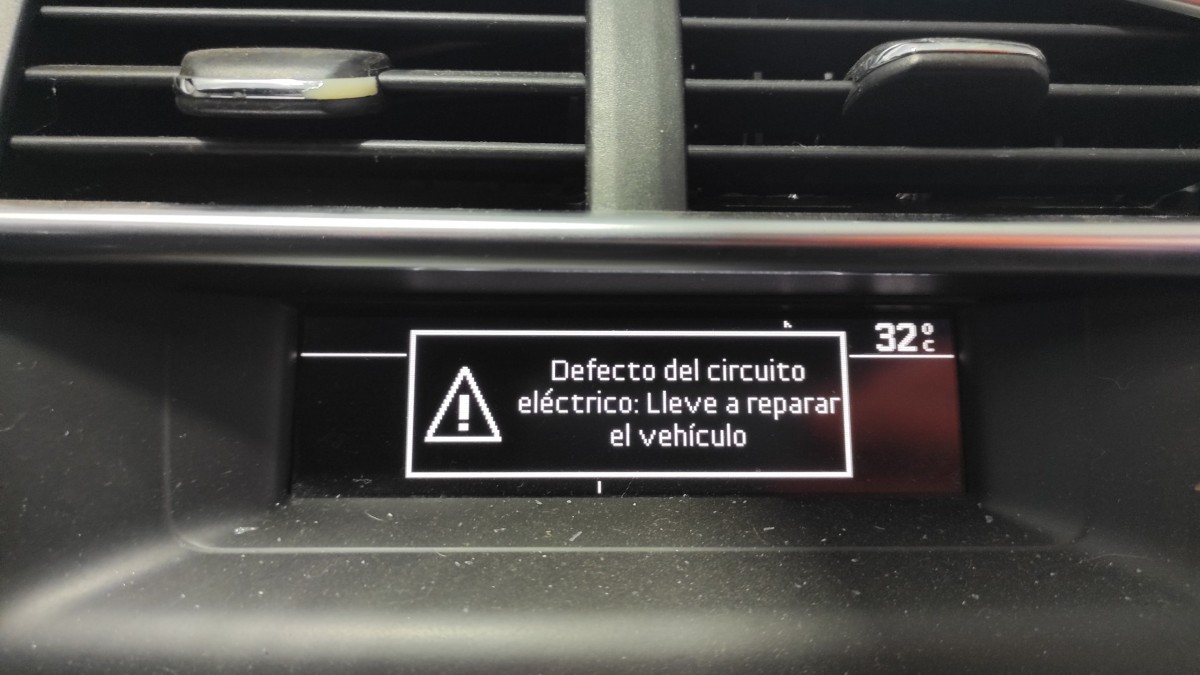 32°C
Defecto del circuito
eléctrico: Lleve a reparar
el vehículo